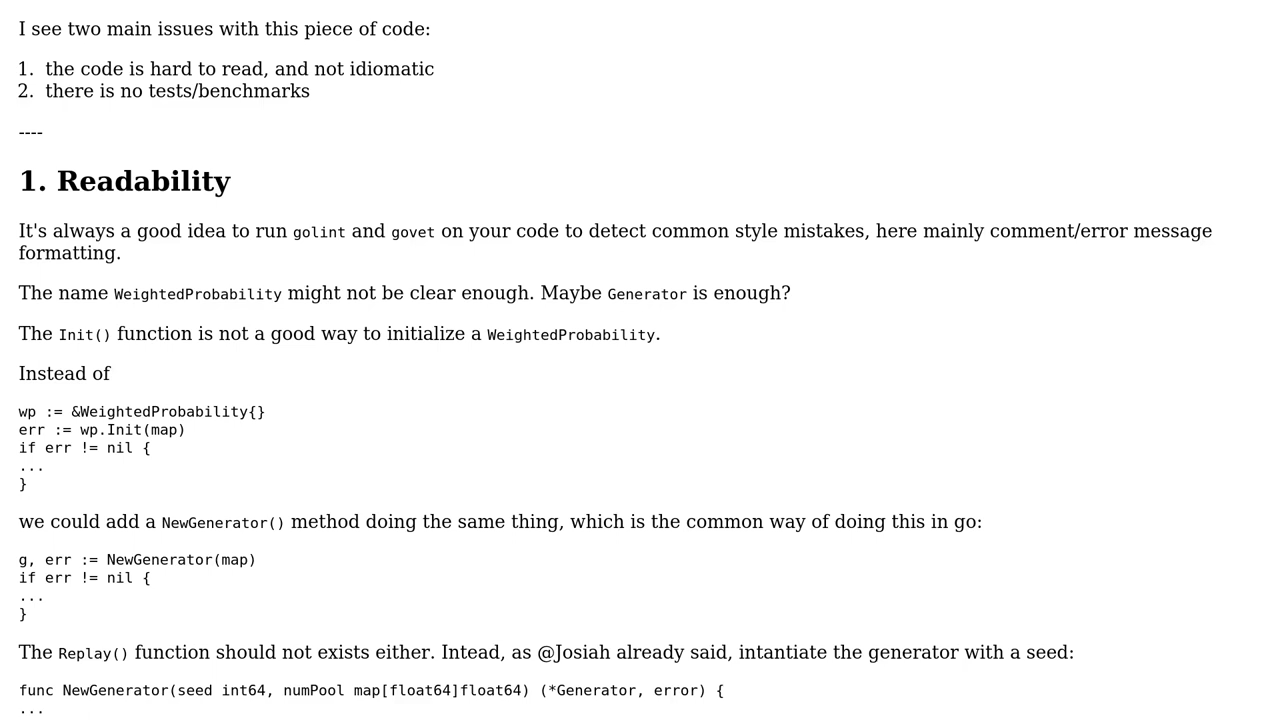 I see two main issues with this piece of code:
1. the code is hard to read, and not idiomatic
2. there is no tests/benchmarks
----
1. Readability
It's always a good idea to run golint and govet on your code to detect common style mistakes, here mainly comment/error message
formatting.
The name WeightedProbability might not be clear enough. Maybe Generator is enough?
The Init() function is not a good way to initialize a WeightedProbability.
Instead of
wp := &WeightedProbability{}
err := wp.Init(map)
if err != nil {
...
}
we could add a NewGenerator() method doing the same thing, which is the common way of doing this in go:
g, err := NewGenerator(map)
if err != nil {
...
}
The Replay() function should not exists either. Intead, as @Josiah already said, intantiate the generator with a seed:
func NewGenerator(seed int64, numPool map[float64]float64) (*Generator, error) {
...